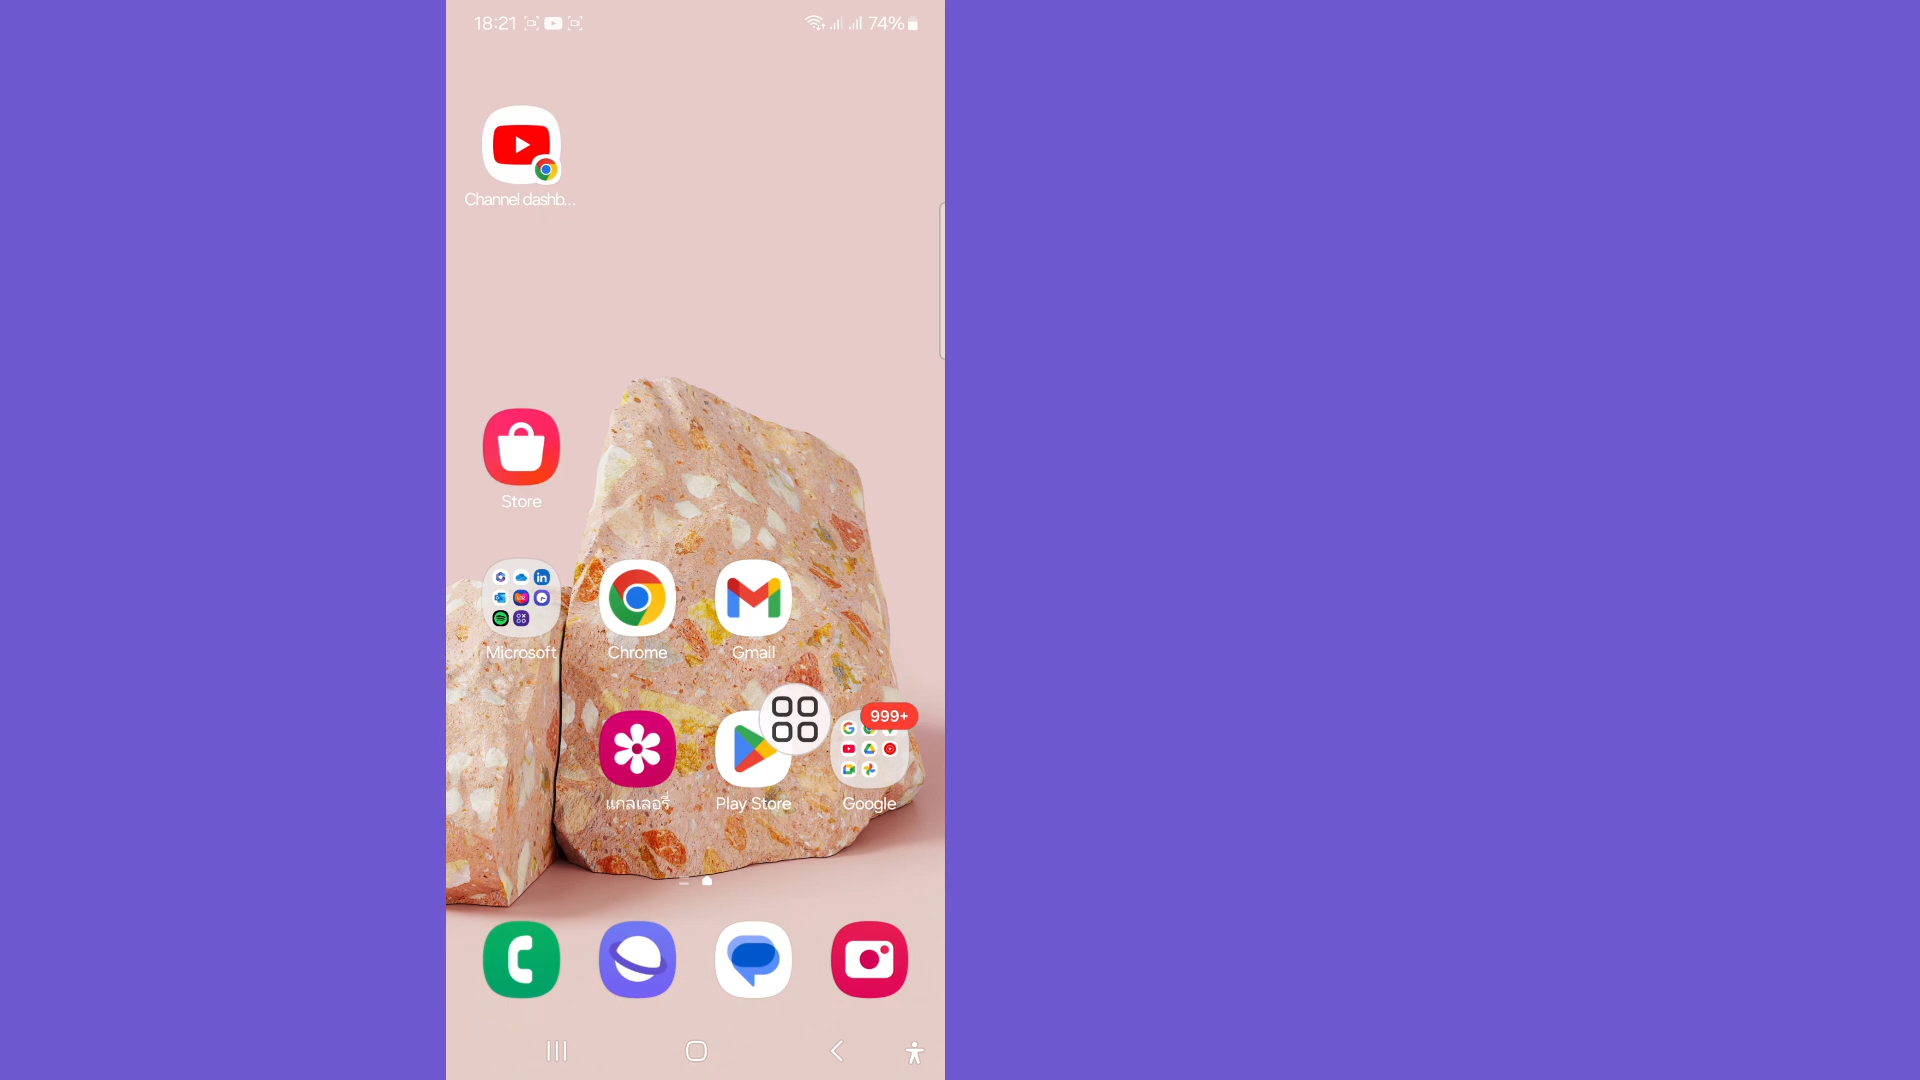 18:21
74%
Channel dashb...
Store
Microsoft
Chrome
Gmail
999+
แกลเลอรี่
Play Store
Google